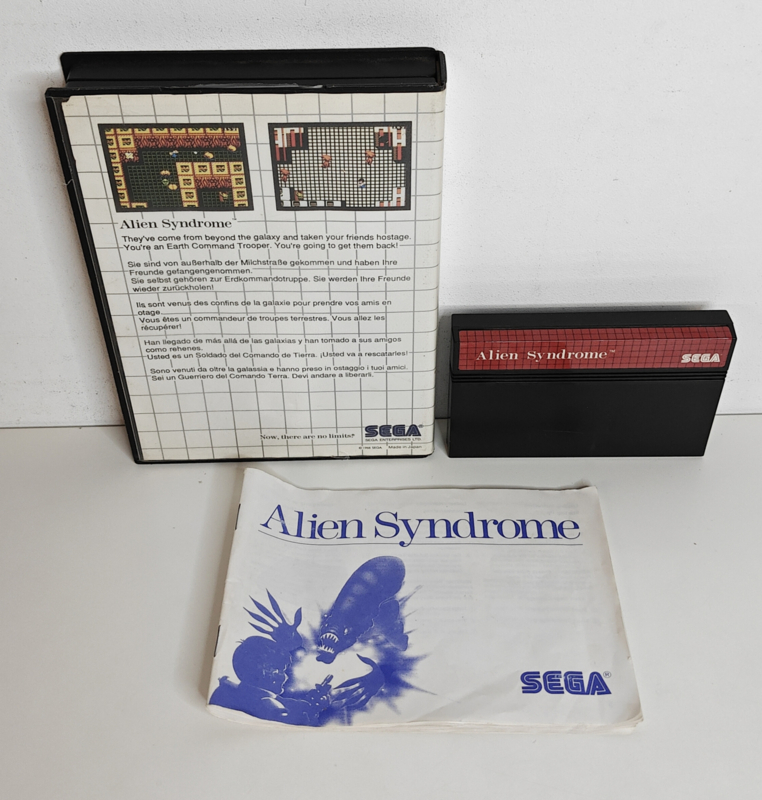 Alien Syndrome™
They've come from beyond the galaxy and taken your friends hostage.
You're an Earth Command Trooper. You're going to get them back!
Sie sind von außerhalb der Milchstraße gekommen und haben Ihre
Freunde gefangengenommen.
Sie selbst gehören zur Erdkommandotruppe. Sie werden Ihre Freunde
wieder zurückholen!
Ils sont venus des confins de la galaxie pour prendre vos amis en
otage.
Vous êtes un commandeur de troupes terrestres. Vous allez les
récupérer!
Han llegado de más allá de las galaxias y han tomado a sus amigos
como rehenes.
Usted es un Soldado del Comando de Tierra. ¡Usted va a rescatarles!
Sono venuti da oltre la galassia e hanno preso in ostaggio i tuoi amici.
Sei un Guerriero del Comando Terra. Devi andare a liberarli.
Now, there are no limits!
SEGA®
SEGA ENTERPRISES LTD.
Made in Japan
Alien Syndrome™
SEGA
Alien Syndrome
SEGA®